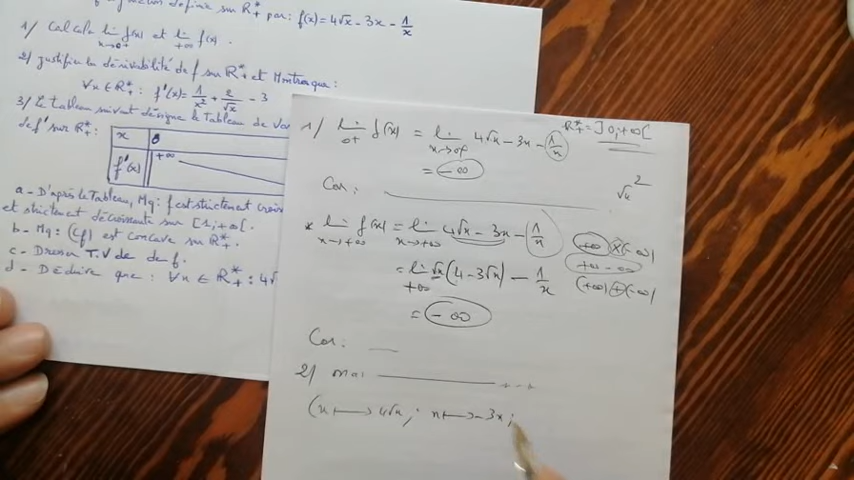 définie sur R*+ par: f(x)=4√x-3x-1/x
1/ Calculer lim f(x) x→0+ et lim +∞ f(x).
2/ Justifier la dérivabilité de f sur R*+ et Montrer que:
∀x ∈ R*+: f'(x)=1/x²+2/√x-3
3/ Le tableau suivant désigne le Tableau de
de f' sur R*+:
x 0
f'(x) +∞
a- D'après le Tableau, Mq: f est strictement
et strictement décroissante sur [1;+∞[.
b- Mq: (Cf) est concave sur R*+.
c- Dresser T.V de de f.
d- Déduire que: ∀x ∈ R*+: 4√
1/ lim 0+ f(x) = lim x→0+ 4√x-3x-1/x
R*+=]0;+∞[
= -∞
√x²
Car:
* lim x→+∞ f(x) = lim x→+∞ 4√x-3x-1/x
(+∞)×(-∞)
+∞-∞
= lim +∞ √x(4-3√x)-1/x
(+∞)+(-∞)
= -∞
Car:
2/ on a:
(x⟼4√x; x⟼-3x;